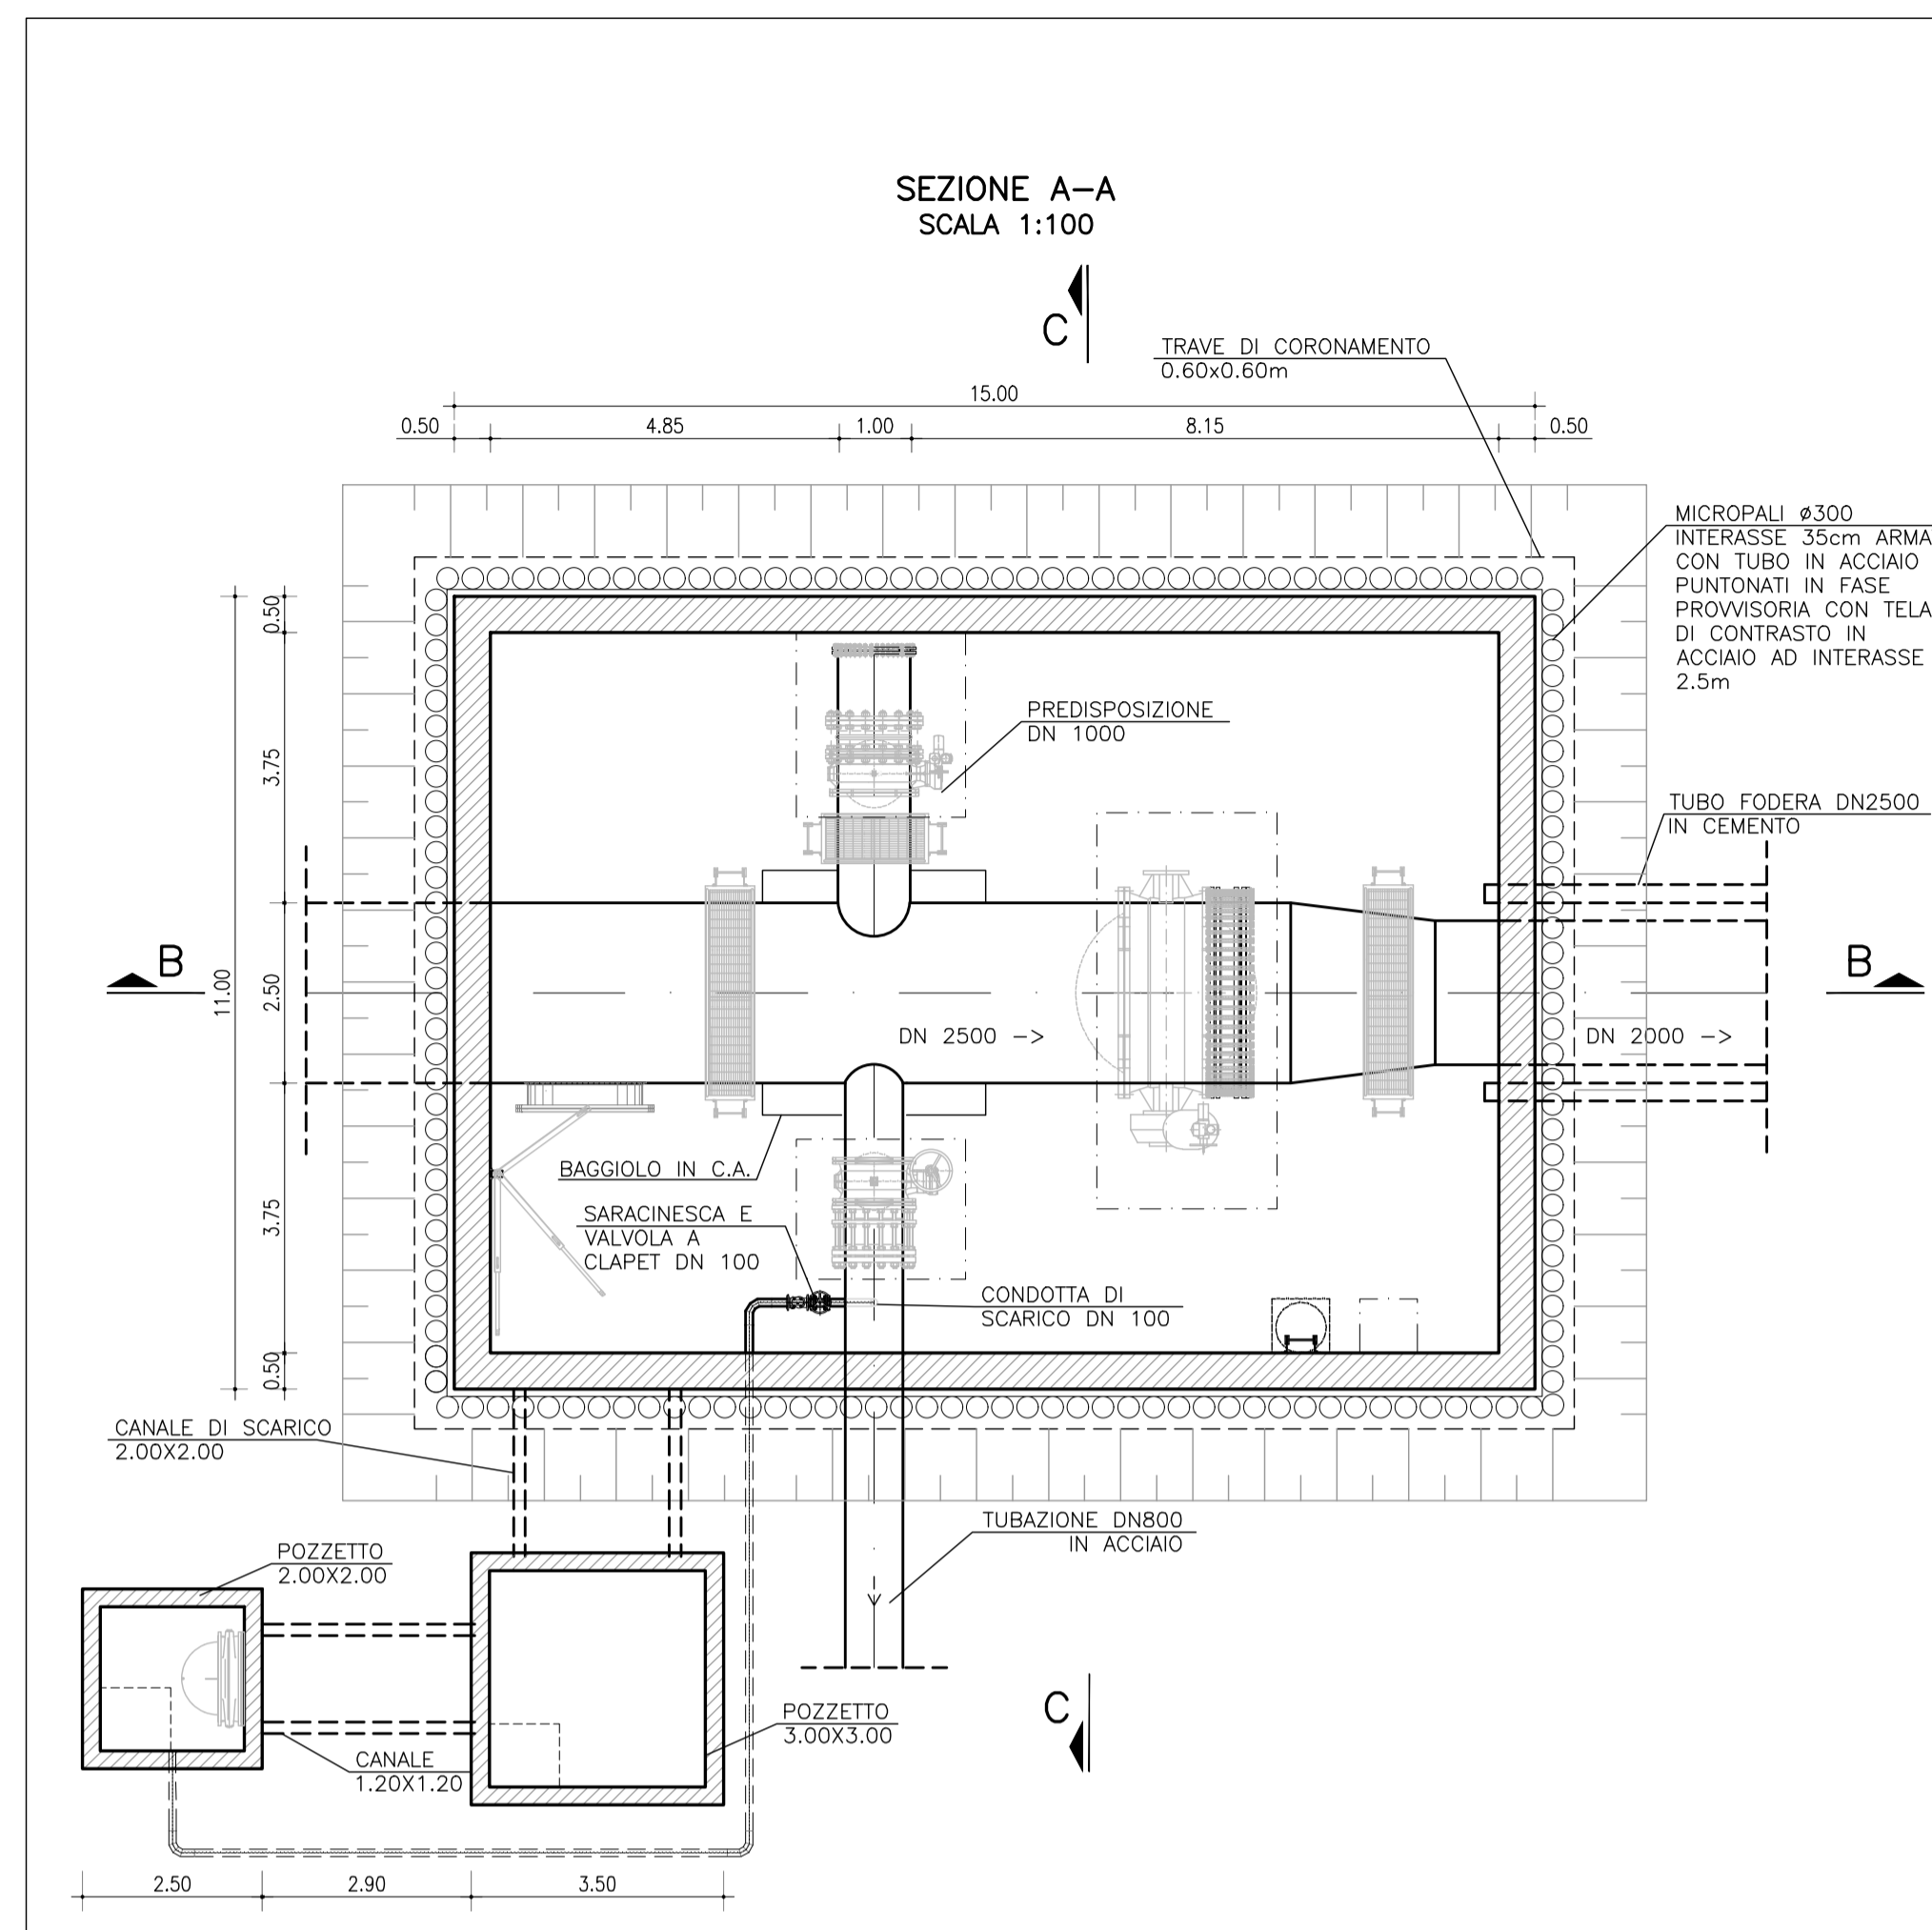 SEZIONE A–A
SCALA 1:100
C
TRAVE DI CORONAMENTO
0.60x0.60m
15.00
0.50 4.85 1.00 8.15 0.50
MICROPALI ø300
INTERASSE 35cm ARMA
CON TUBO IN ACCIAIO
PUNTONATI IN FASE
PROVVISORIA CON TELA
DI CONTRASTO IN
ACCIAIO AD INTERASSE
2.5m
0.50
3.75
2.50
3.75
0.50
11.00
PREDISPOSIZIONE
DN 1000
TUBO FODERA DN2500
IN CEMENTO
B
B
DN 2500 ->
DN 2000 ->
BAGGIOLO IN C.A.
SARACINESCA E
VALVOLA A
CLAPET DN 100
CONDOTTA DI
SCARICO DN 100
CANALE DI SCARICO
2.00X2.00
TUBAZIONE DN800
IN ACCIAIO
POZZETTO
2.00X2.00
POZZETTO
3.00X3.00
C
CANALE
1.20X1.20
2.50 2.90 3.50